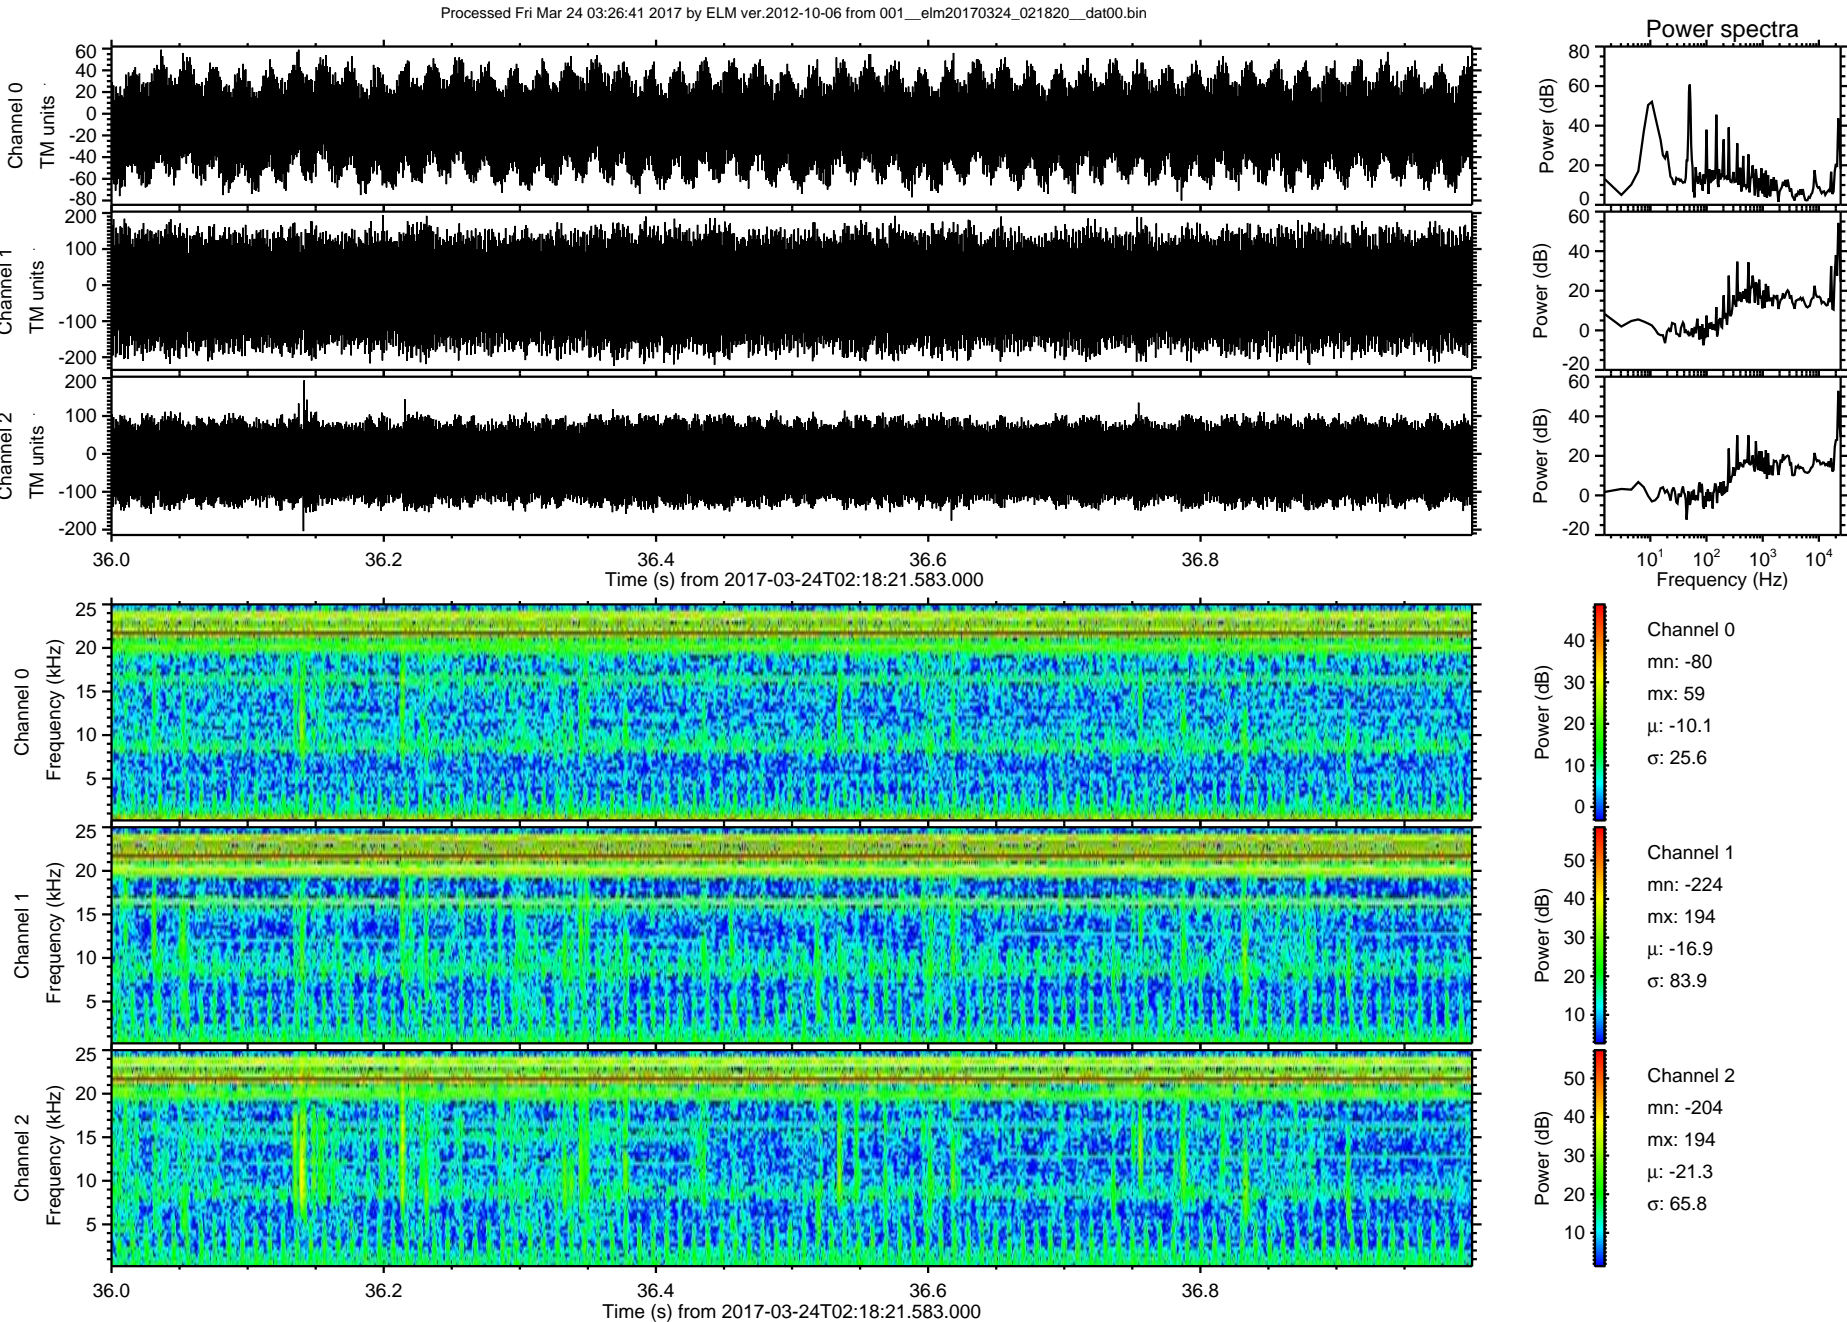 Processed Fri Mar 24 03:26:41 2017 by ELM ver.2012-10-06 from 001__elm20170324_021820__dat00.bin
Power spectra
Channel 0
TM units
60
40
20
0
-20
-40
-60
-80
Power (dB)
80
60
40
20
0
Channel 1
TM units
200
100
0
-100
-200
Power (dB)
60
40
20
0
-20
Channel 2
TM units
200
100
0
-100
-200
Power (dB)
60
40
20
0
-20
36.0 36.2 36.4 36.6 36.8
Time (s) from 2017-03-24T02:18:21.583.000
10¹ 10² 10³ 10⁴
Frequency (Hz)
Channel 0
Frequency (kHz)
25
20
15
10
5
Power (dB)
40
30
20
10
0
Channel 0
mn: -80
mx: 59
µ: -10.1
σ: 25.6
Channel 1
Frequency (kHz)
25
20
15
10
5
Power (dB)
50
40
30
20
10
Channel 1
mn: -224
mx: 194
µ: -16.9
σ: 83.9
Channel 2
Frequency (kHz)
25
20
15
10
5
Power (dB)
50
40
30
20
10
Channel 2
mn: -204
mx: 194
µ: -21.3
σ: 65.8
36.0 36.2 36.4 36.6 36.8
Time (s) from 2017-03-24T02:18:21.583.000